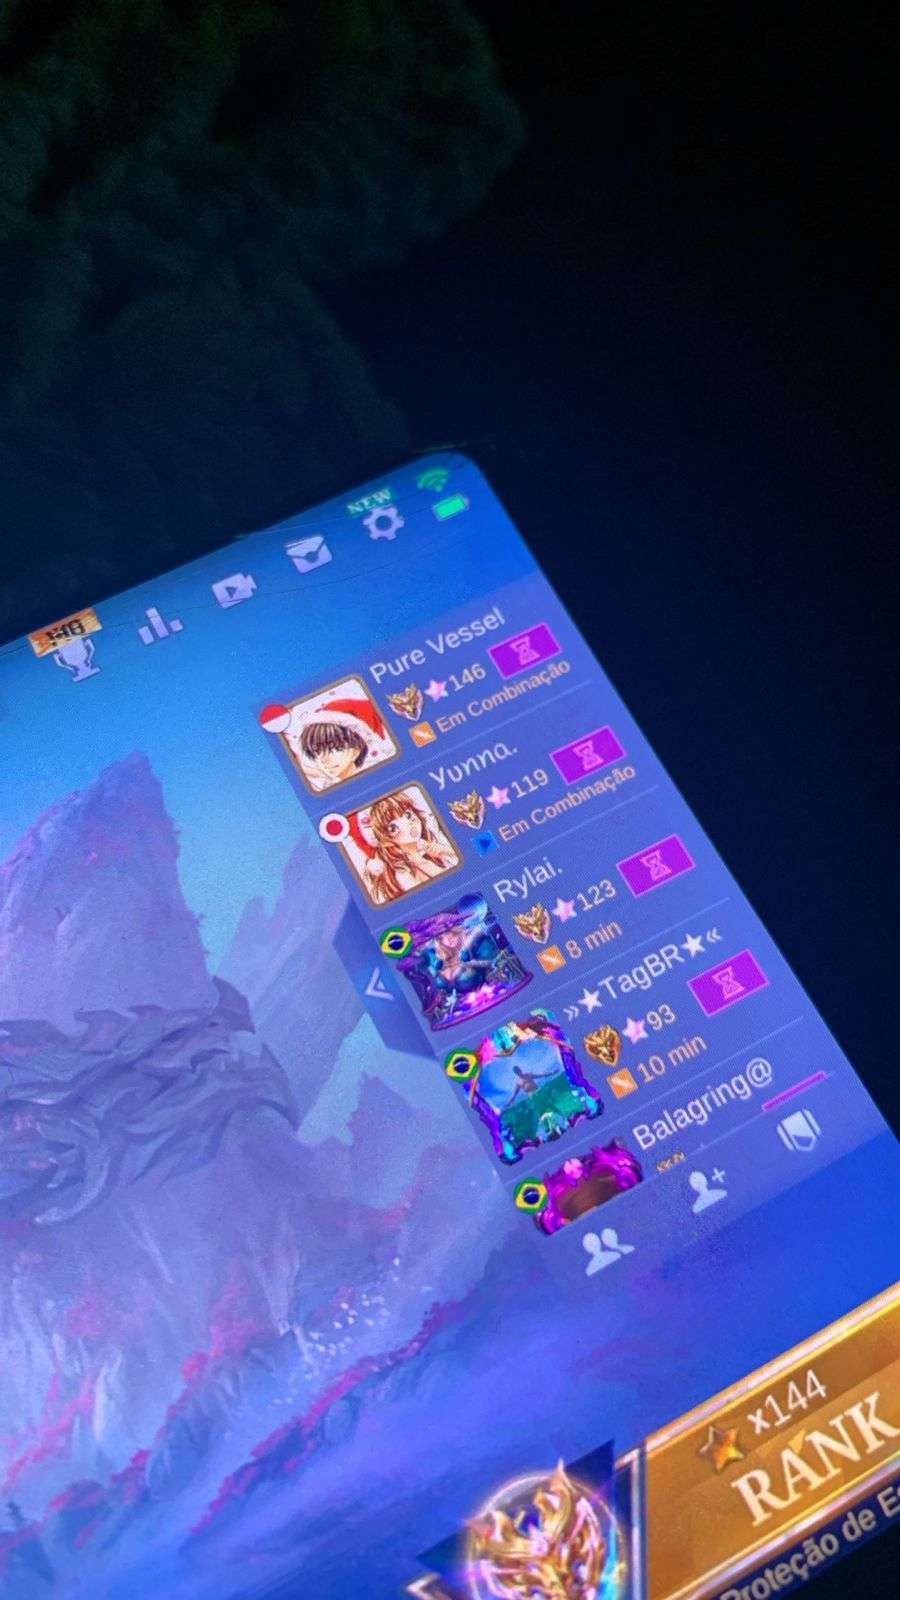 NEW
Pure Vessel
146
Em Combinação
yunna.
119
Em Combinação
Rylai.
123
8 min
»★TagBR★«
93
10 min
Balagring@
x144
RANK
Proteção de